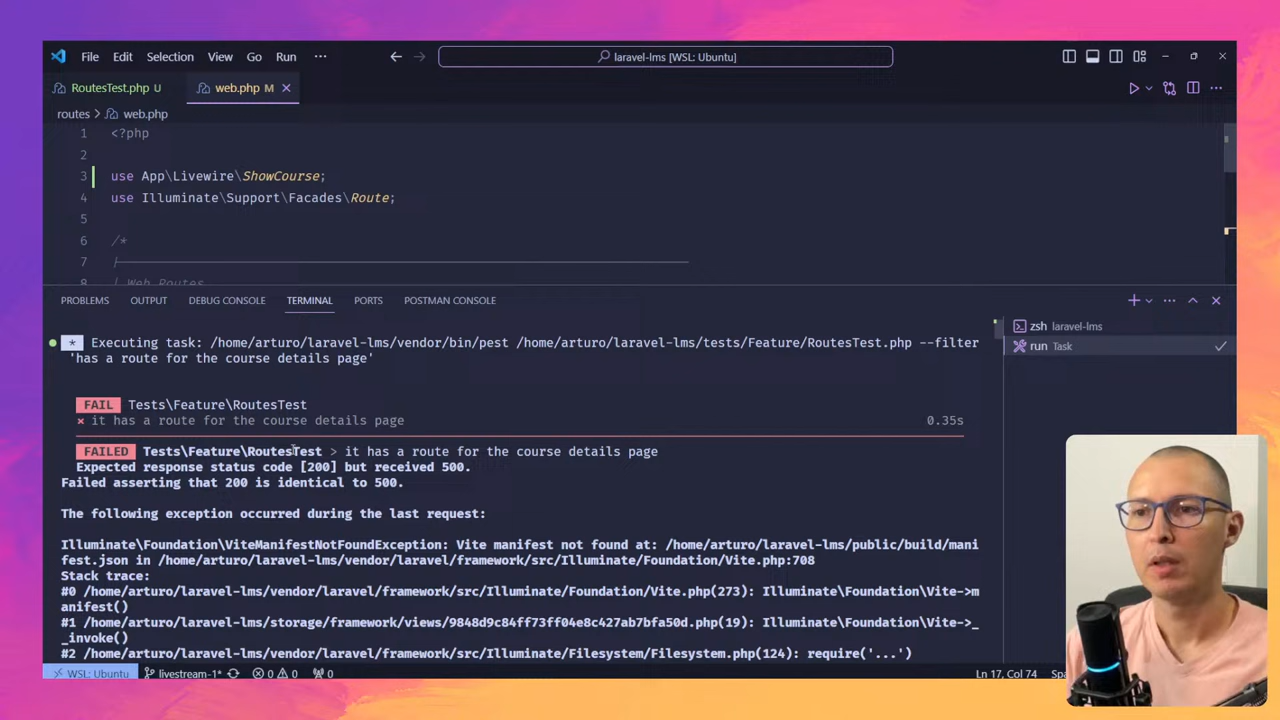 File Edit Selection View Go Run ···
laravel-lms [WSL: Ubuntu]
RoutesTest.php U
web.php M
routes > web.php
1 <?php
2
3 use App\Livewire\ShowCourse;
4 use Illuminate\Support\Facades\Route;
5
6 /*
7
8 | Web Routes
PROBLEMS OUTPUT DEBUG CONSOLE TERMINAL PORTS POSTMAN CONSOLE
* Executing task: /home/arturo/laravel-lms/vendor/bin/pest /home/arturo/laravel-lms/tests/Feature/RoutesTest.php --filter
'has a route for the course details page'
zsh laravel-lms
run Task
FAIL Tests\Feature\RoutesTest
× it has a route for the course details page 0.35s
FAILED Tests\Feature\RoutesTest > it has a route for the course details page
Expected response status code [200] but received 500.
Failed asserting that 200 is identical to 500.
The following exception occurred during the last request:
Illuminate\Foundation\ViteManifestNotFoundException: Vite manifest not found at: /home/arturo/laravel-lms/public/build/mani
fest.json in /home/arturo/laravel-lms/vendor/laravel/framework/src/Illuminate/Foundation/Vite.php:708
Stack trace:
#0 /home/arturo/laravel-lms/vendor/laravel/framework/src/Illuminate/Foundation/Vite.php(273): Illuminate\Foundation\Vite->m
anifest()
#1 /home/arturo/laravel-lms/storage/framework/views/9848d9c84ff73ff04e8c427ab7bfa50d.php(19): Illuminate\Foundation\Vite->_
_invoke()
#2 /home/arturo/laravel-lms/vendor/laravel/framework/src/Illuminate/Filesystem/Filesystem.php(124): require('...')
WSL: Ubuntu livestream-1* 0 0 0 Ln 17, Col 74 Spa